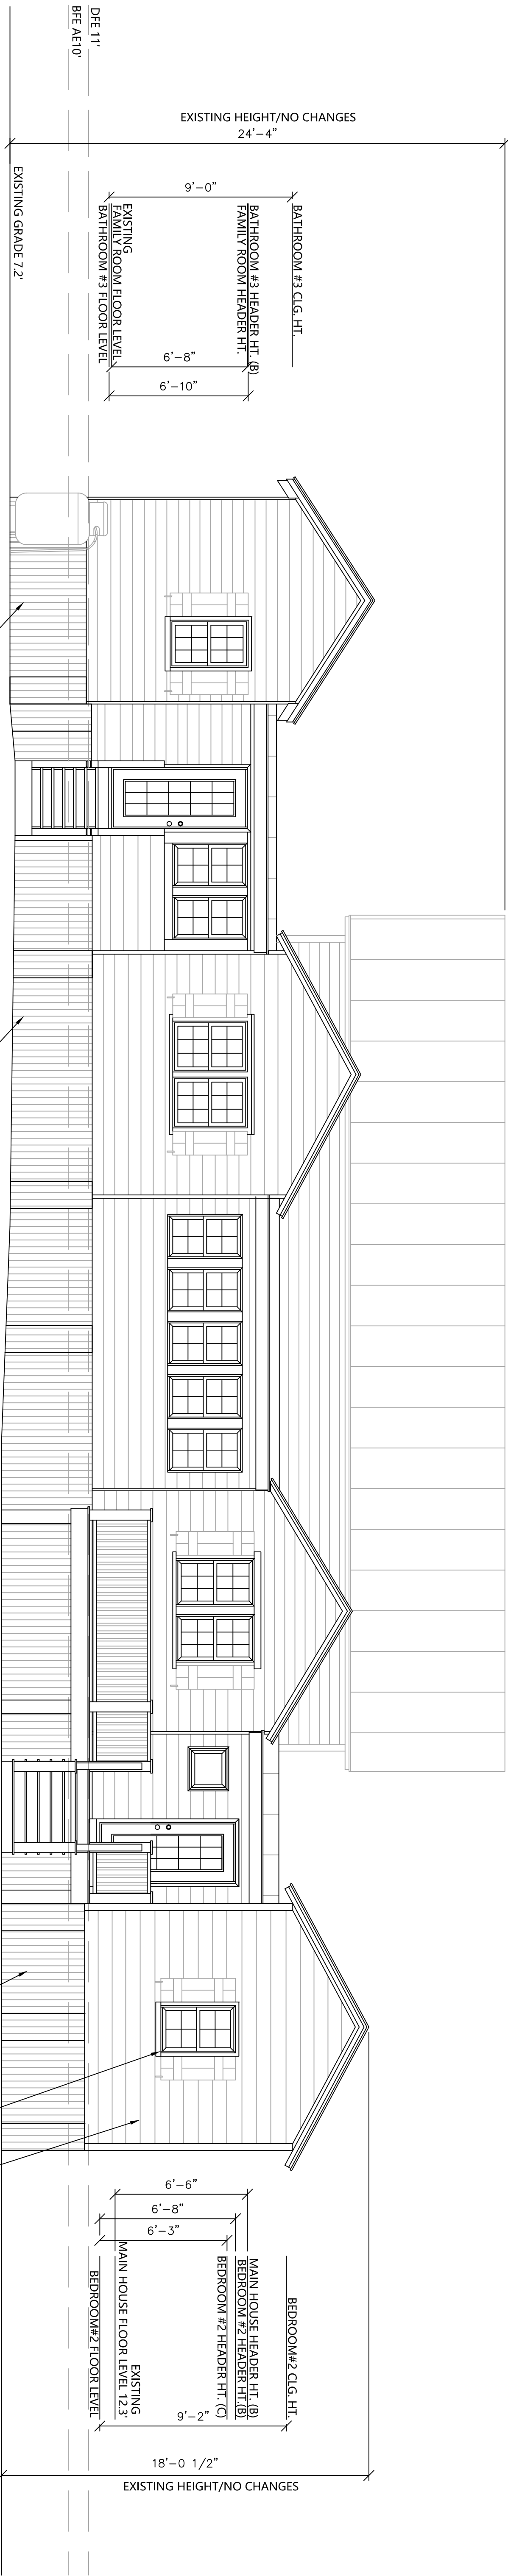 DFE 11'
BFE AE10'
EXISTING HEIGHT/NO CHANGES
24'-4"
EXISTING GRADE 7.2'
9'-0"
BATHROOM #3 CLG. HT.
BATHROOM #3 HEADER HT. (B)
FAMILY ROOM HEADER HT.
EXISTING
FAMILY ROOM FLOOR LEVEL
BATHROOM #3 FLOOR LEVEL
6'-8"
6'-10"
6'-6"
6'-8"
6'-3"
BEDROOM#2 CLG. HT.
MAIN HOUSE HEADER HT. (B)
BEDROOM #2 HEADER HT.(B)
BEDROOM #2 HEADER HT. (C)
EXISTING
MAIN HOUSE FLOOR LEVEL 12.3'
BEDROOM#2 FLOOR LEVEL
9'-2"
18'-0 1/2"
EXISTING HEIGHT/NO CHANGES